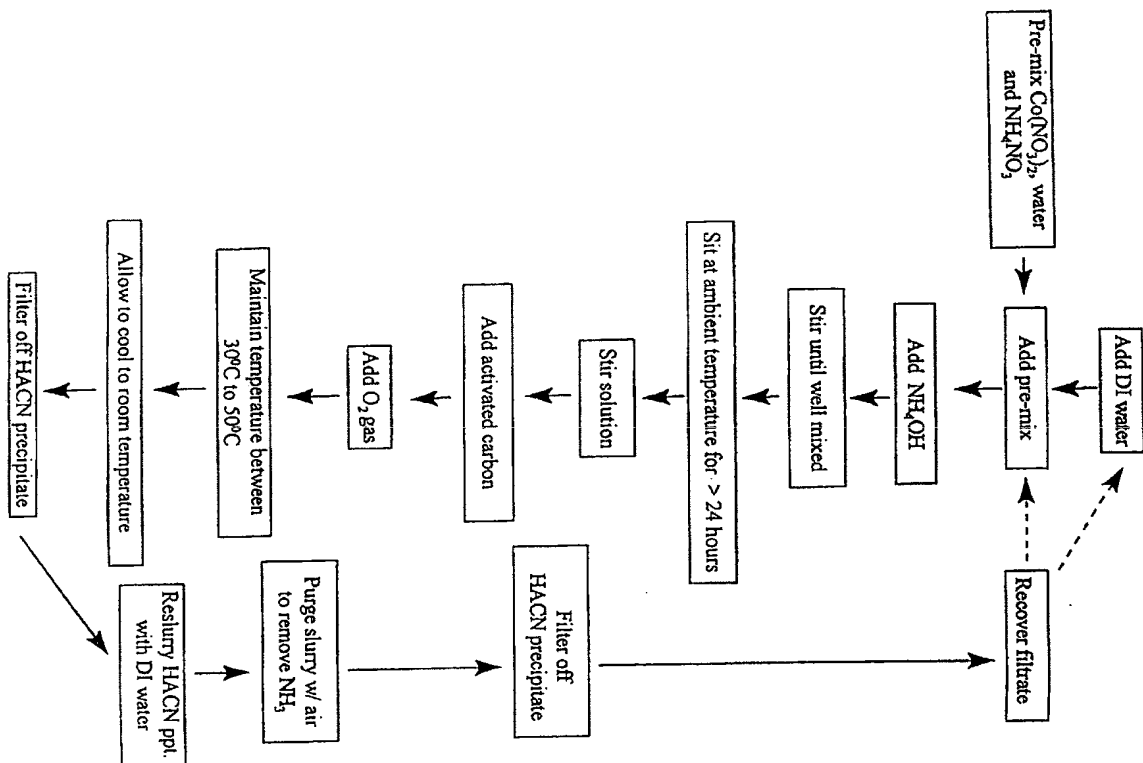 Pre-mix Co(NO₃)₂, water
and NH₄NO₃
Add DI water
Add pre-mix
Add NH₄OH
Stir until well mixed
Sit at ambient temperature for > 24 hours
Stir solution
Add activated carbon
Add O₂ gas
Maintain temperature between
30⁰C to 50⁰C
Allow to cool to room temperature
Filter off HACN precipitate
Reslurry HACN ppt.
with DI water
Purge slurry w/ air
to remove NH₃
Filter off
HACN precipitate
Recover filtrate